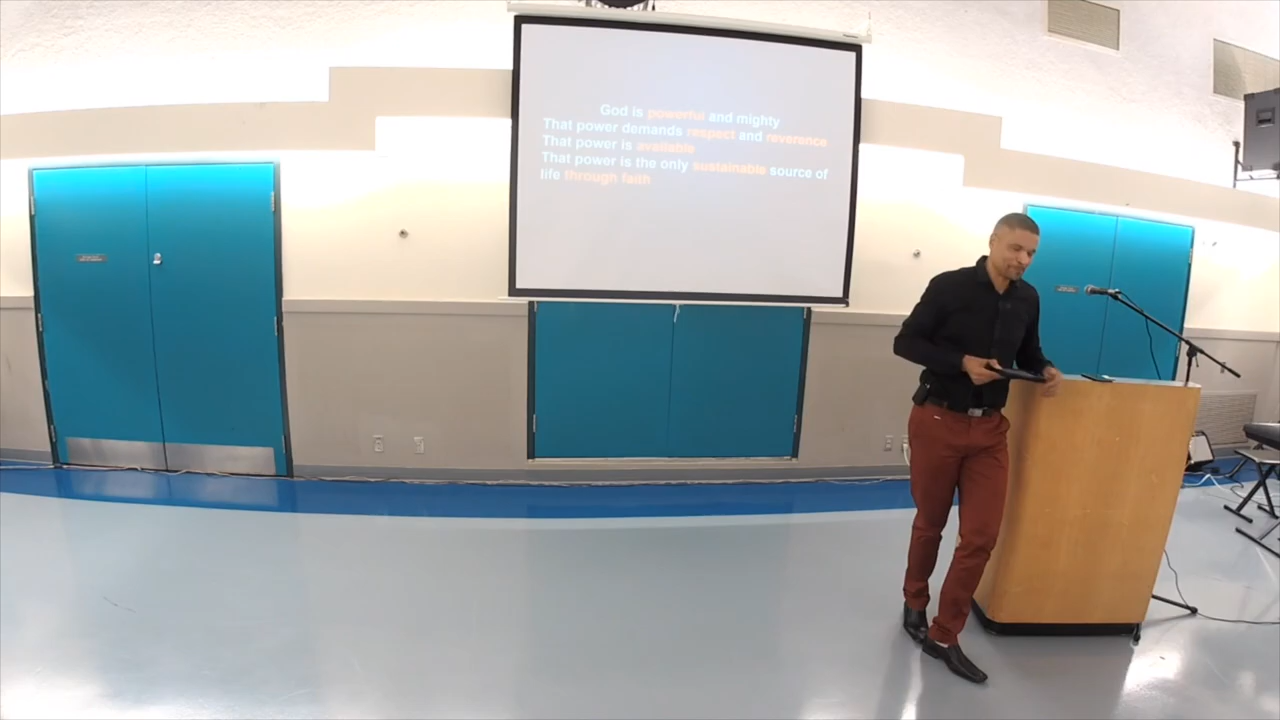 God is powerful and mighty
That power demands respect and reverence
That power is available
That power is the only sustainable source of
life through faith